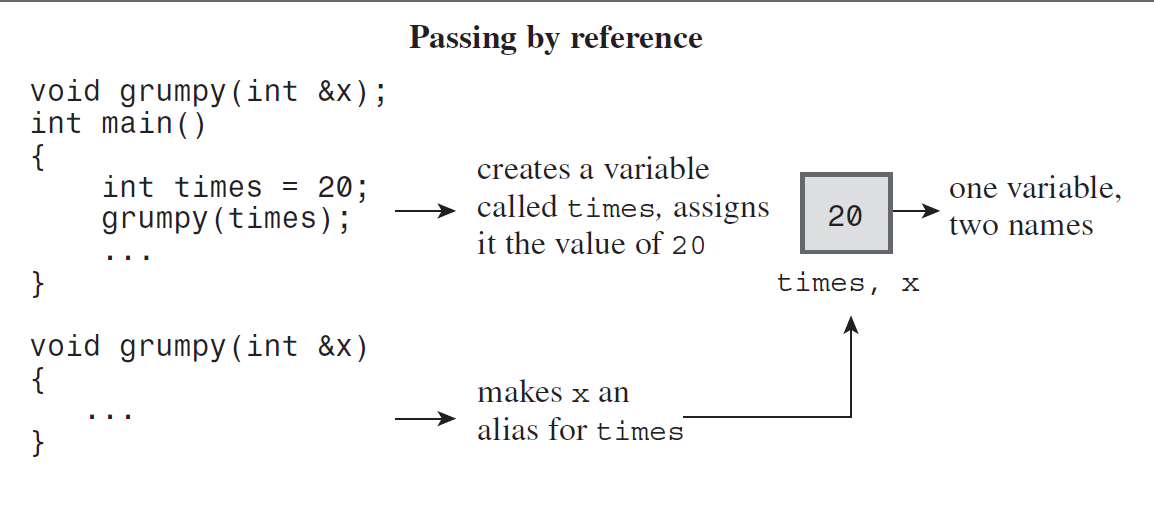 Passing by reference
void grumpy(int &x);
int main()
{
    int times = 20;
    grumpy(times);
    ...
}
creates a variable
called times, assigns
it the value of 20
20
times, x
one variable,
two names
void grumpy(int &x)
{
   ...
}
makes x an
alias for times